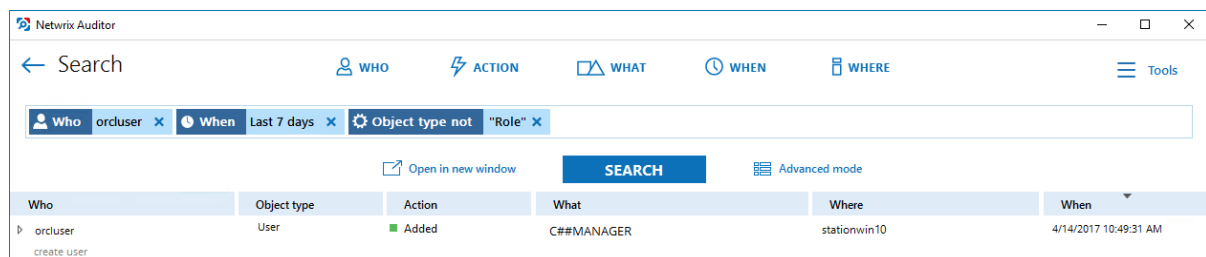 Netwrix Auditor
Search WHO ACTION WHAT WHEN WHERE Tools
Who orcluser When Last 7 days Object type not "Role"
Open in new window SEARCH Advanced mode
Who Object type Action What Where When
orcluser User Added C##MANAGER stationwin10 4/14/2017 10:49:31 AM
create user